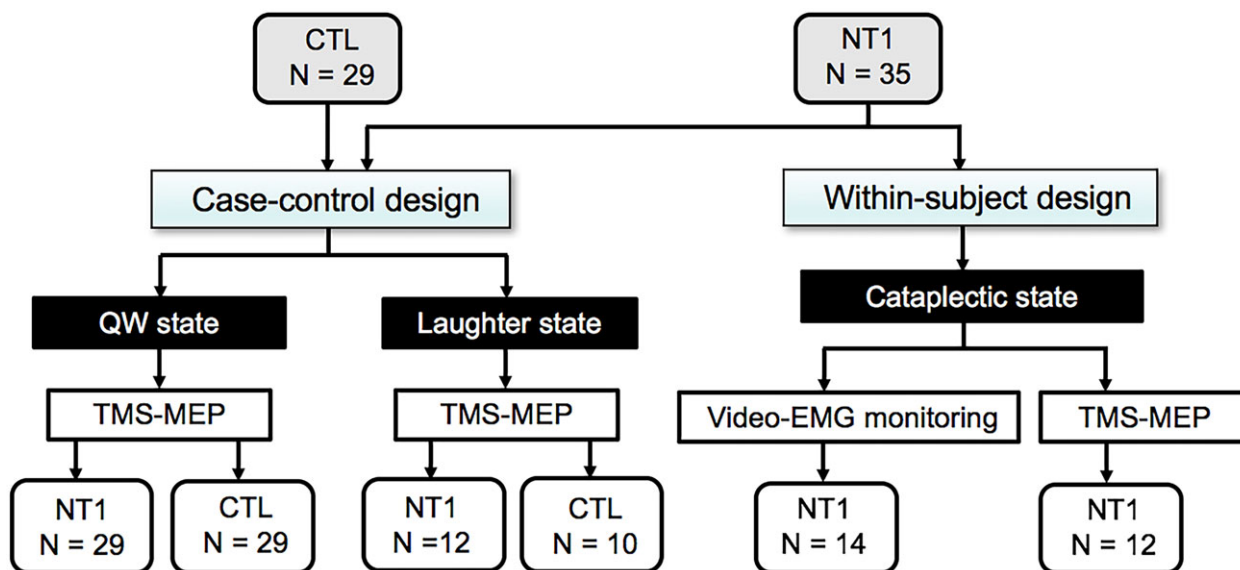 CTL
N = 29
NT1
N = 35
Case-control design
Within-subject design
QW state
Laughter state
Cataplectic state
TMS-MEP
TMS-MEP
Video-EMG monitoring
TMS-MEP
NT1
N = 29
CTL
N = 29
NT1
N =12
CTL
N = 10
NT1
N = 14
NT1
N = 12